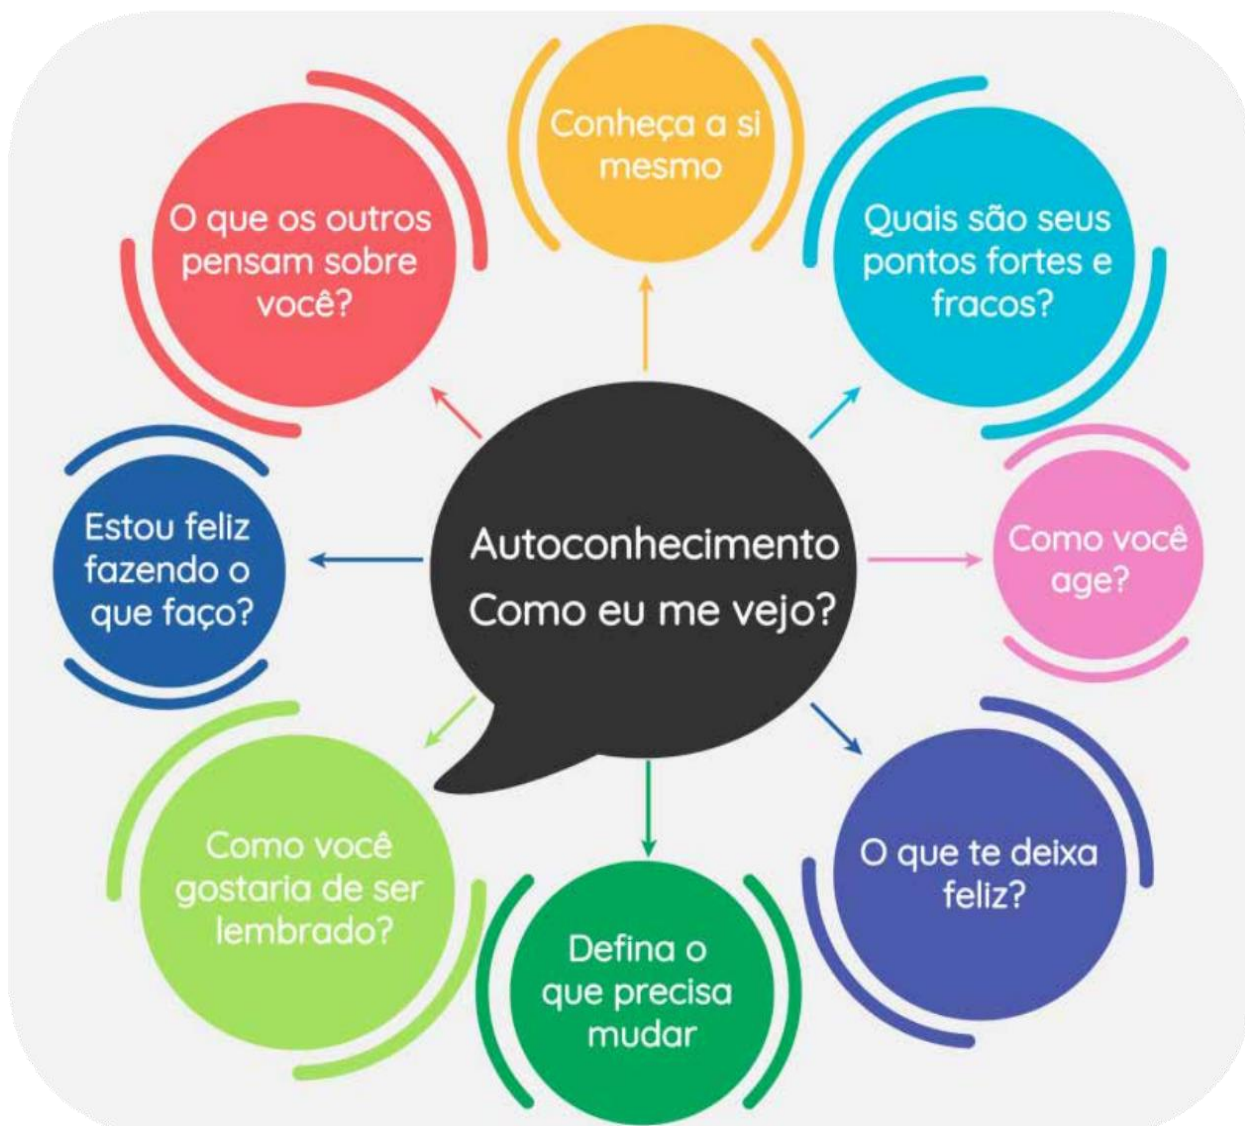 Conheça a si
mesmo
Quais são seus
pontos fortes e
fracos?
Como você
age?
O que te deixa
feliz?
Defina o
que precisa
mudar
Como você
gostaria de ser
lembrado?
Estou feliz
fazendo o
que faço?
O que os outros
pensam sobre
você?
Autoconhecimento
Como eu me vejo?